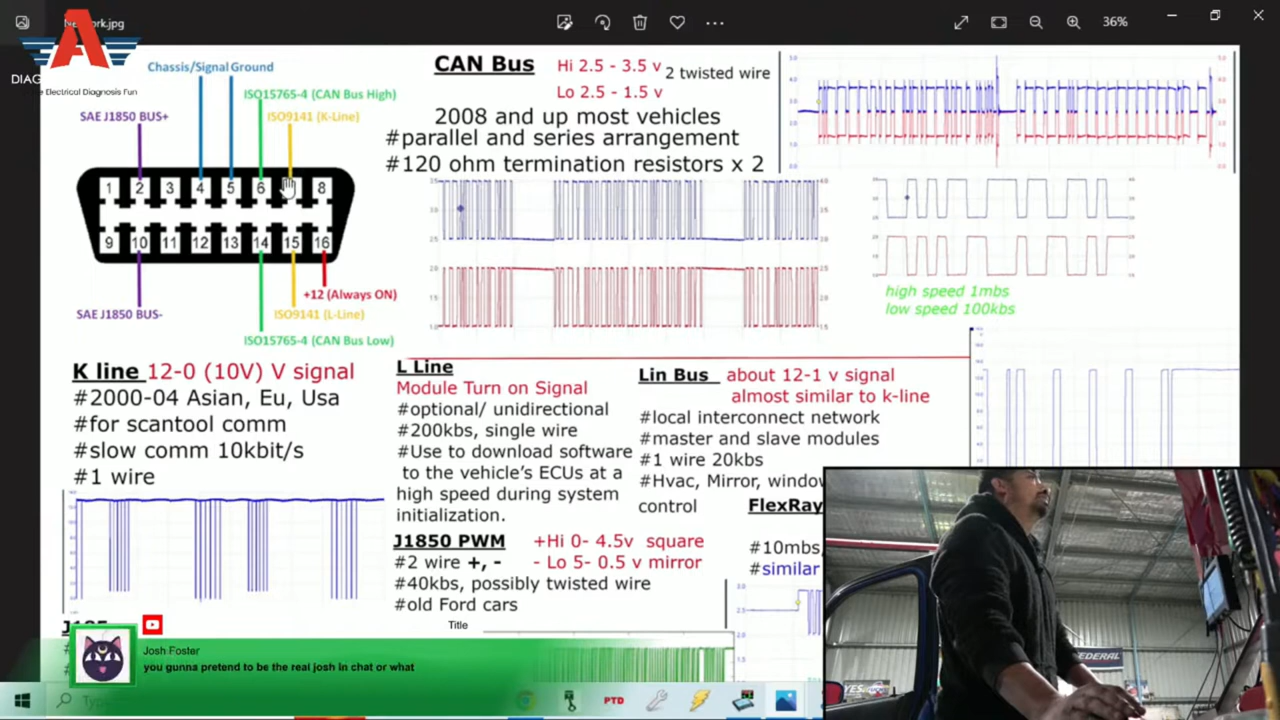 Network.jpg
36%
A
DIAG
The Electrical Diagnosis Fun
Chassis/Signal Ground
ISO15765-4 (CAN Bus High)
SAE J1850 BUS+
ISO9141 (K-Line)
1 2 3 4 5 6 8
9 10 11 12 13 14 15 16
+12 (Always ON)
SAE J1850 BUS-
ISO9141 (L-Line)
ISO15765-4 (CAN Bus Low)
CAN Bus
Hi 2.5 - 3.5 v
2 twisted wire
Lo 2.5 - 1.5 v
2008 and up most vehicles
#parallel and series arrangement
#120 ohm termination resistors x 2
high speed 1mbs
low speed 100kbs
K line 12-0 (10V) V signal
#2000-04 Asian, Eu, Usa
#for scantool comm
#slow comm 10kbit/s
#1 wire
L Line
Module Turn on Signal
#optional/ unidirectional
#200kbs, single wire
#Use to download software
to the vehicle's ECUs at a
high speed during system
initialization.
Lin Bus about 12-1 v signal
almost similar to k-line
#local interconnect network
#master and slave modules
#1 wire 20kbs
#Hvac, Mirror, window
control
FlexRay
#10mbs,
#similar
J1850 PWM +Hi 0- 4.5v square
#2 wire +, - - Lo 5- 0.5 v mirror
#40kbs, possibly twisted wire
#old Ford cars
Title
Josh Foster
you gunna pretend to be the real josh in chat or what
PTD
FEDERAL